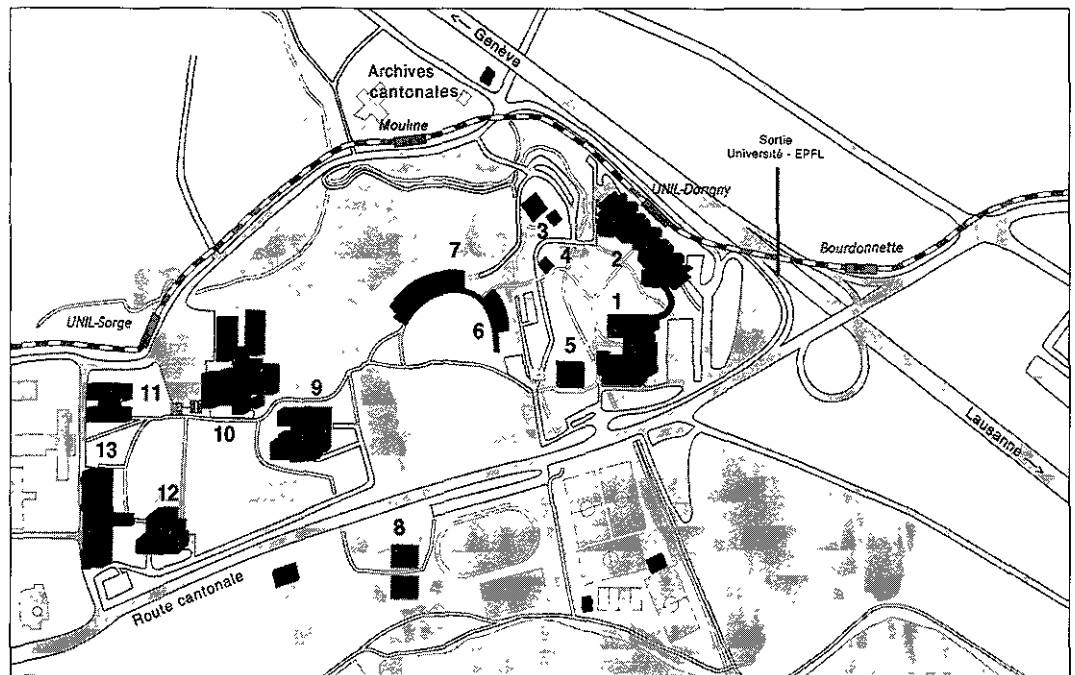 ← Genève
Archives
cantonales
Mouline
Sortie
Université - EPFL
UNIL-Dorigny
Bourdonnette
3
7
4
2
1
UNIL-Sorge
6
5
9
11
10
Lausanne →
13
12
8
Route cantonale